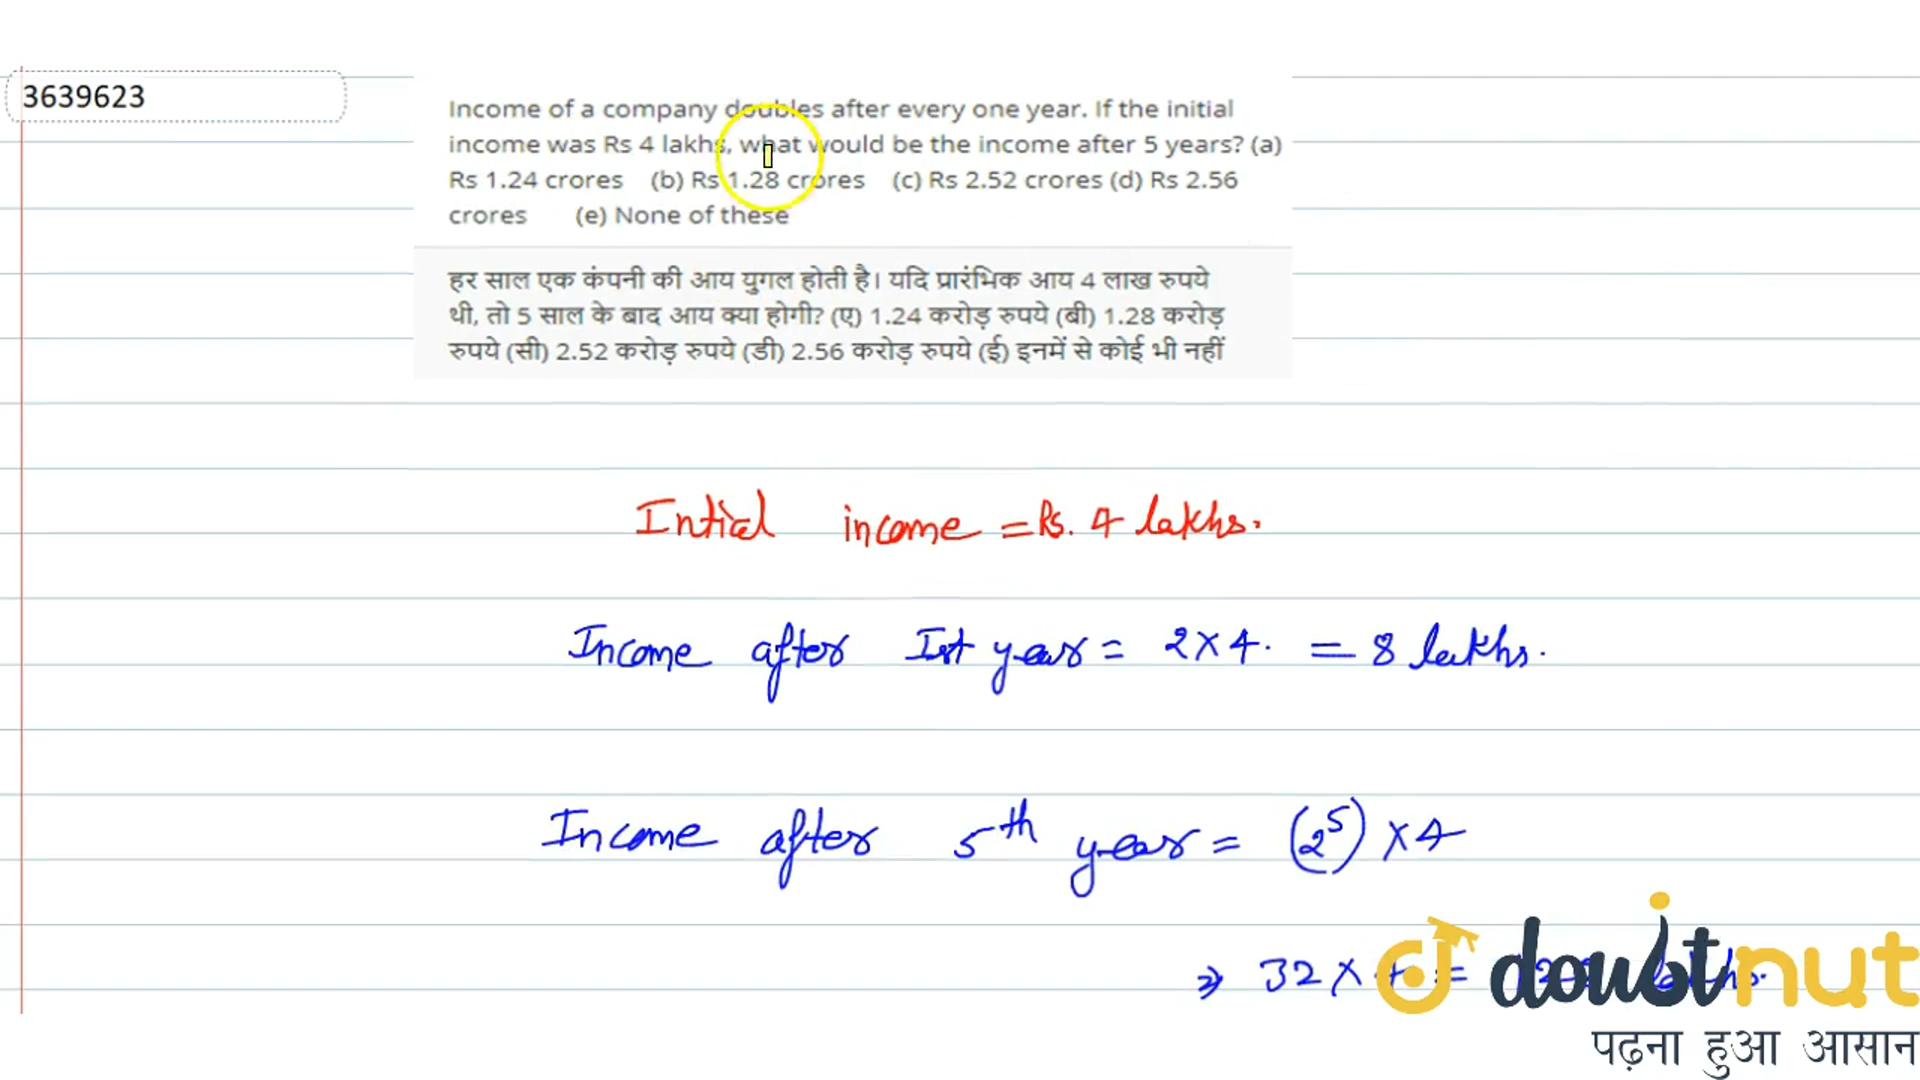 3639623
Income of a company doubles after every one year. If the initial
income was Rs 4 lakhs, what would be the income after 5 years? (a)
Rs 1.24 crores (b) Rs 1.28 crores (c) Rs 2.52 crores (d) Rs 2.56
crores (e) None of these
हर साल एक कंपनी की आय युगल होती है। यदि प्रारंभिक आय 4 लाख रुपये
थी, तो 5 साल के बाद आय क्या होगी? (ए) 1.24 करोड़ रुपये (बी) 1.28 करोड़
रुपये (सी) 2.52 करोड़ रुपये (डी) 2.56 करोड़ रुपये (ई) इनमें से कोई भी नहीं
Intial income = Rs. 4 lakhs.
Income after Ist year = 2 × 4. = 8 lakhs.
Income after 5th year = (2⁵) × 4
⇒ 32 ×
doubtnut
पढ़ना हुआ आसान